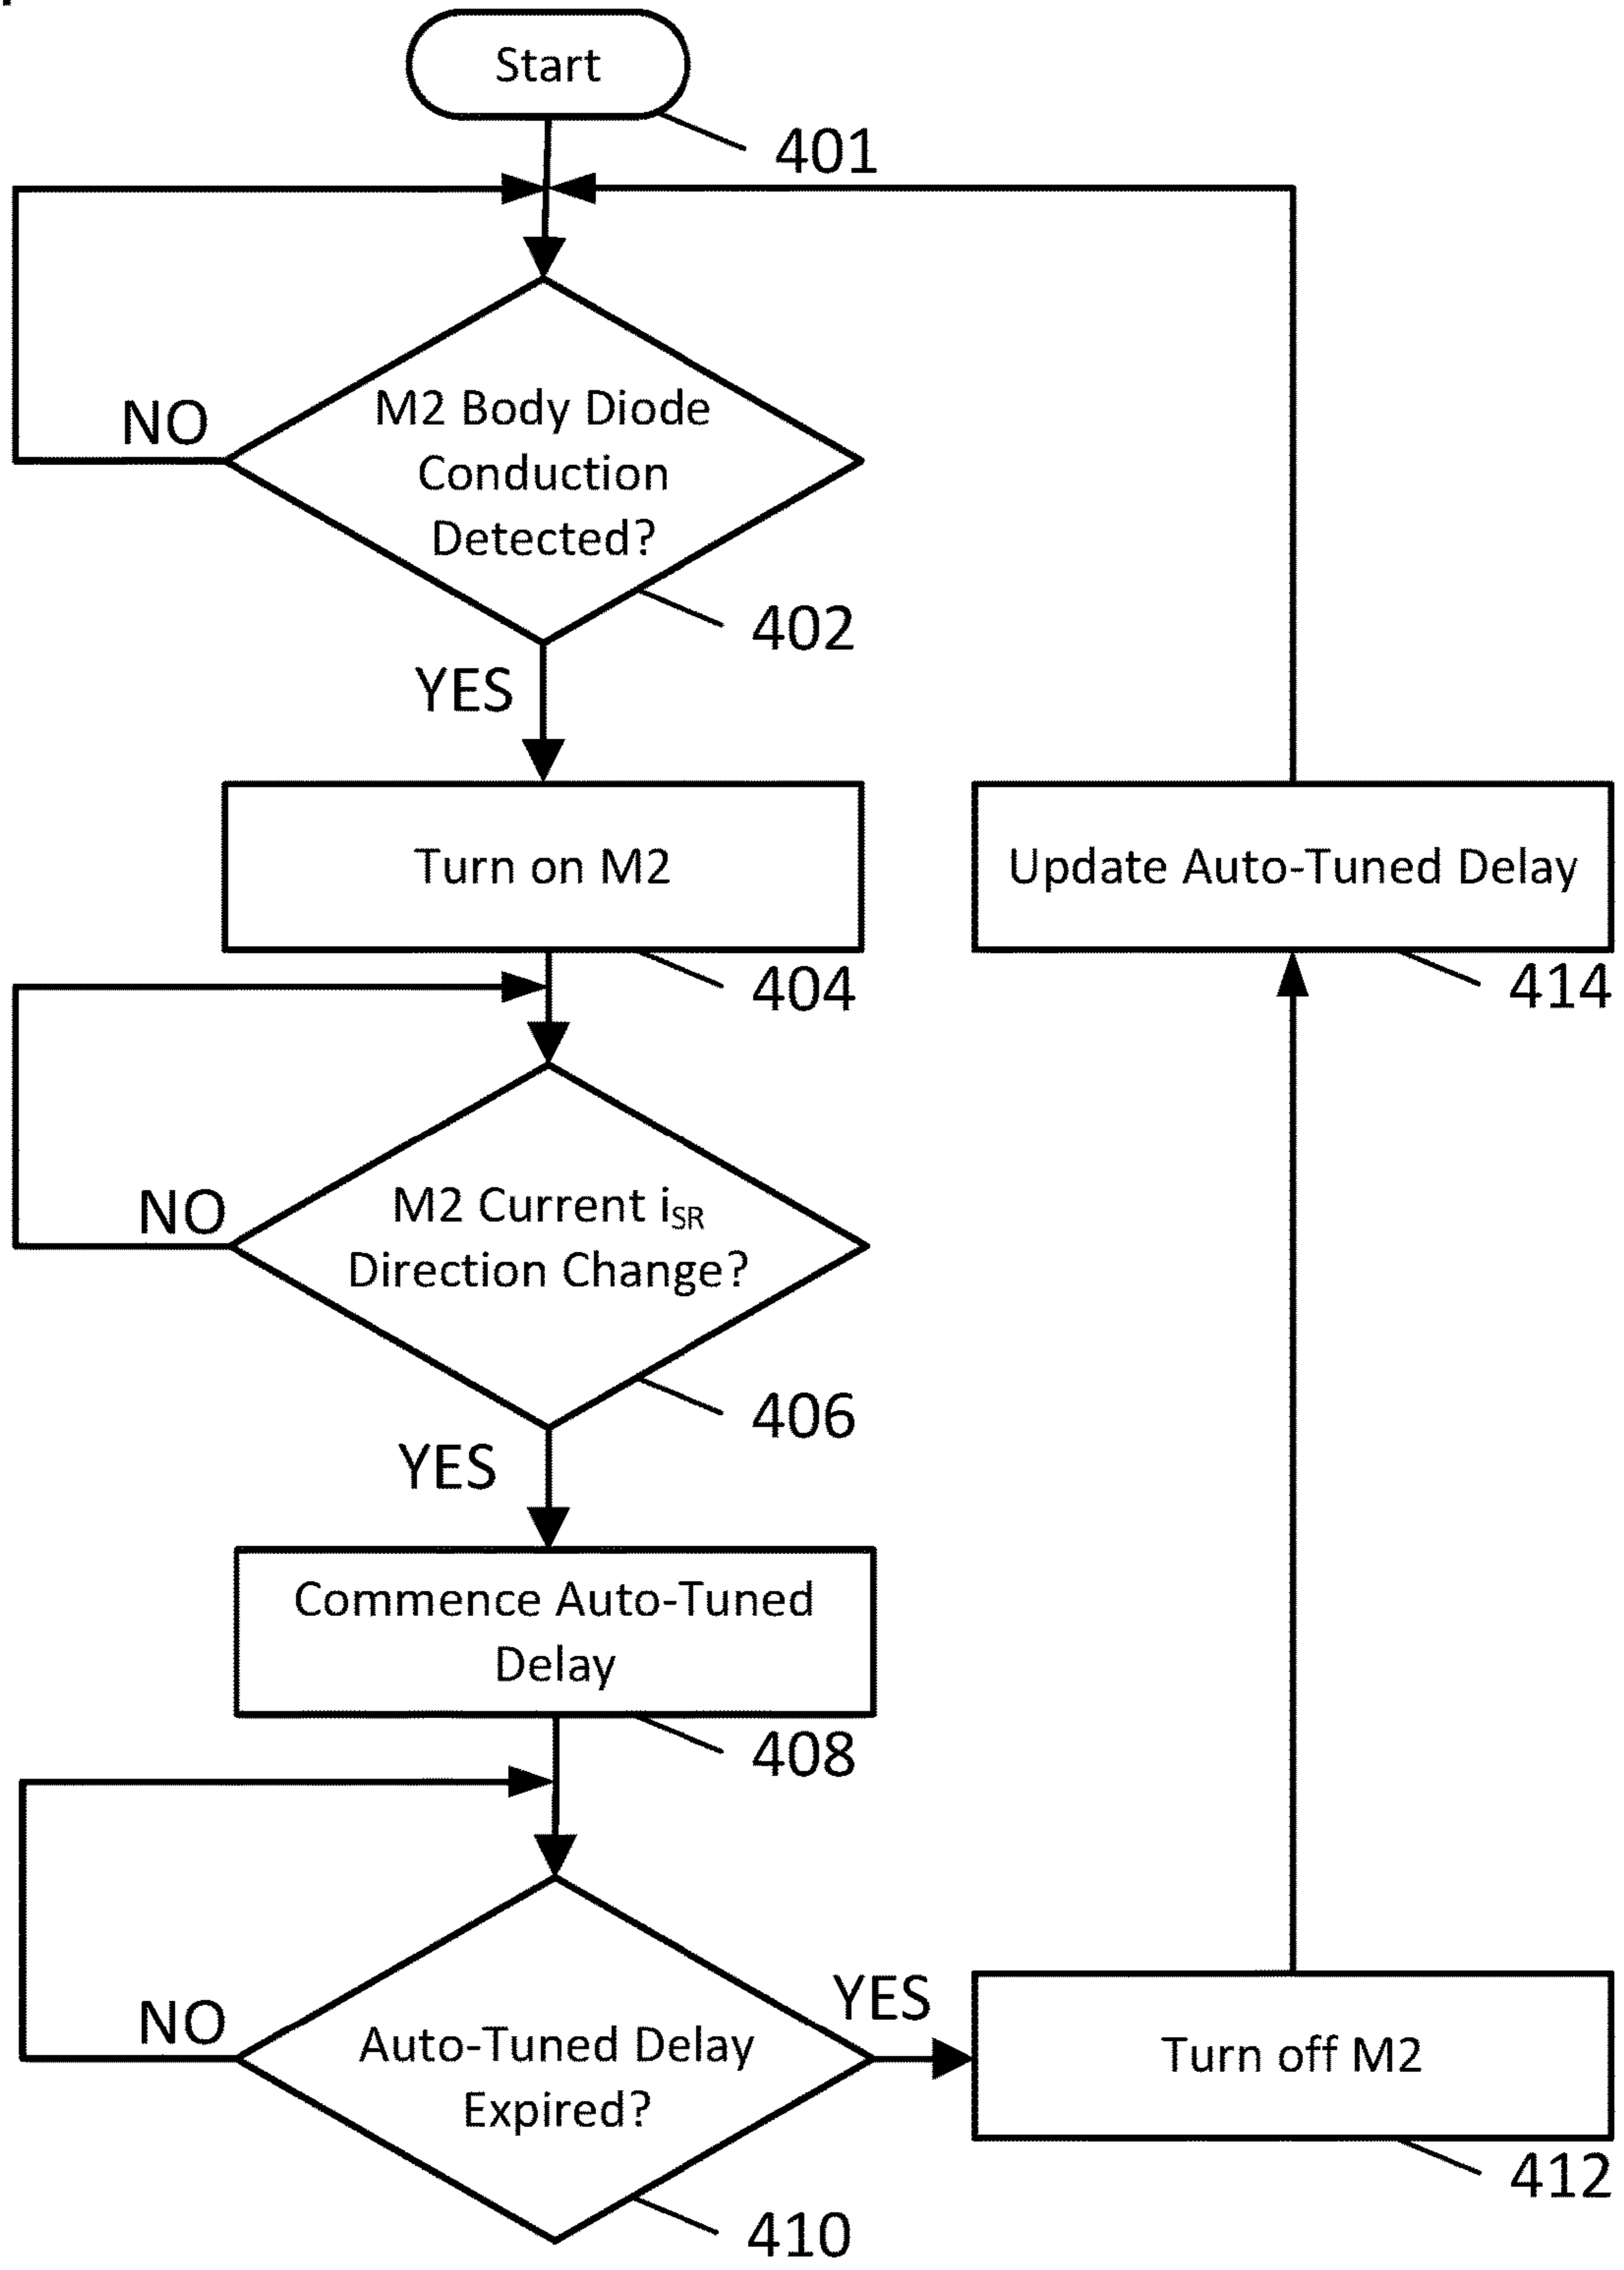 Start
401
M2 Body Diode
Conduction
Detected?
NO
402
YES
Turn on M2
404
M2 Current iSR
Direction Change?
NO
406
YES
Commence Auto-Tuned
Delay
408
Auto-Tuned Delay
Expired?
NO
YES
410
Turn off M2
412
Update Auto-Tuned Delay
414